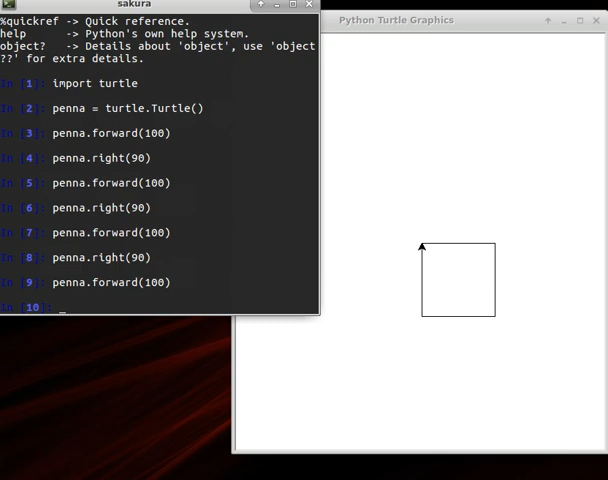 sakura
%quickref -> Quick reference.
help      -> Python's own help system.
object?   -> Details about 'object', use 'object
??' for extra details.
In [1]: import turtle
In [2]: penna = turtle.Turtle()
In [3]: penna.forward(100)
In [4]: penna.right(90)
In [5]: penna.forward(100)
In [6]: penna.right(90)
In [7]: penna.forward(100)
In [8]: penna.right(90)
In [9]: penna.forward(100)
In [10]: _
Python Turtle Graphics